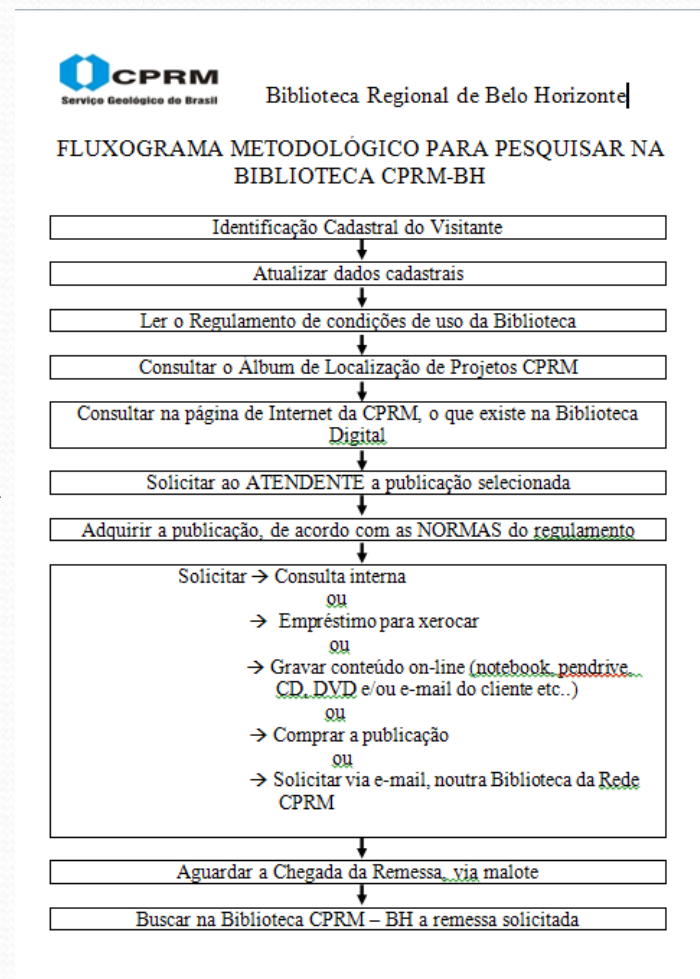 CPRM
Serviço Geológico do Brasil
Biblioteca Regional de Belo Horizonte
FLUXOGRAMA METODOLÓGICO PARA PESQUISAR NA
BIBLIOTECA CPRM-BH
Identificação Cadastral do Visitante
Atualizar dados cadastrais
Ler o Regulamento de condições de uso da Biblioteca
Consultar o Álbum de Localização de Projetos CPRM
Consultar na página de Internet da CPRM, o que existe na Biblioteca
Digital
Solicitar ao ATENDENTE a publicação selecionada
Adquirir a publicação, de acordo com as NORMAS do regulamento
Solicitar → Consulta interna
ou
→ Empréstimo para xerocar
ou
→ Gravar conteúdo on-line (notebook, pendrive,
CD, DVD e/ou e-mail do cliente etc..)
ou
→ Comprar a publicação
ou
→ Solicitar via e-mail, noutra Biblioteca da Rede
CPRM
Aguardar a Chegada da Remessa, via malote
Buscar na Biblioteca CPRM – BH a remessa solicitada